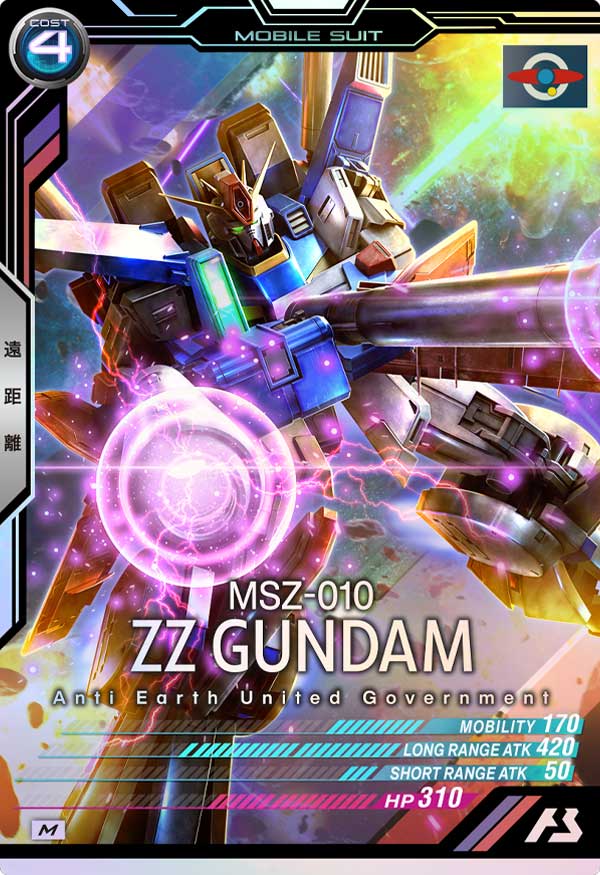 COST
4
MOBILE SUIT
遠距離
MSZ-010
ZZ GUNDAM
Anti Earth United Government
MOBILITY 170
LONG RANGE ATK 420
SHORT RANGE ATK 50
HP 310
M